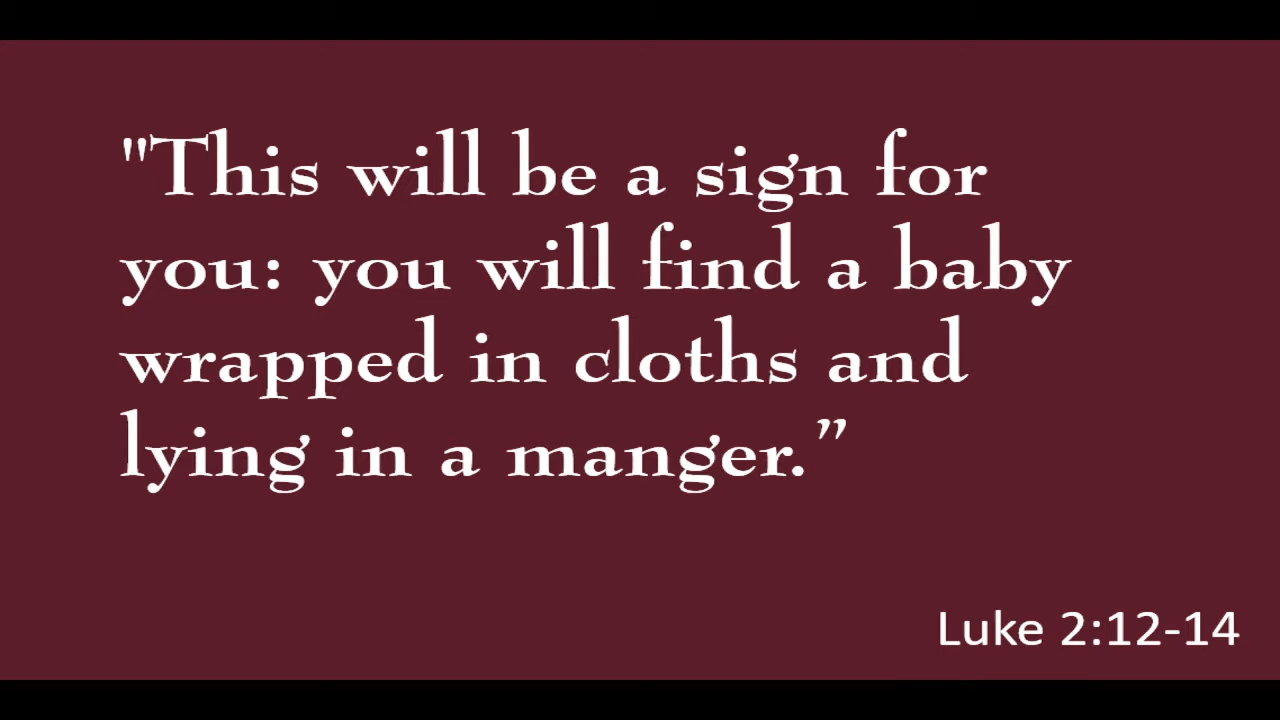 "This will be a sign for
you: you will find a baby
wrapped in cloths and
lying in a manger.”
Luke 2:12-14